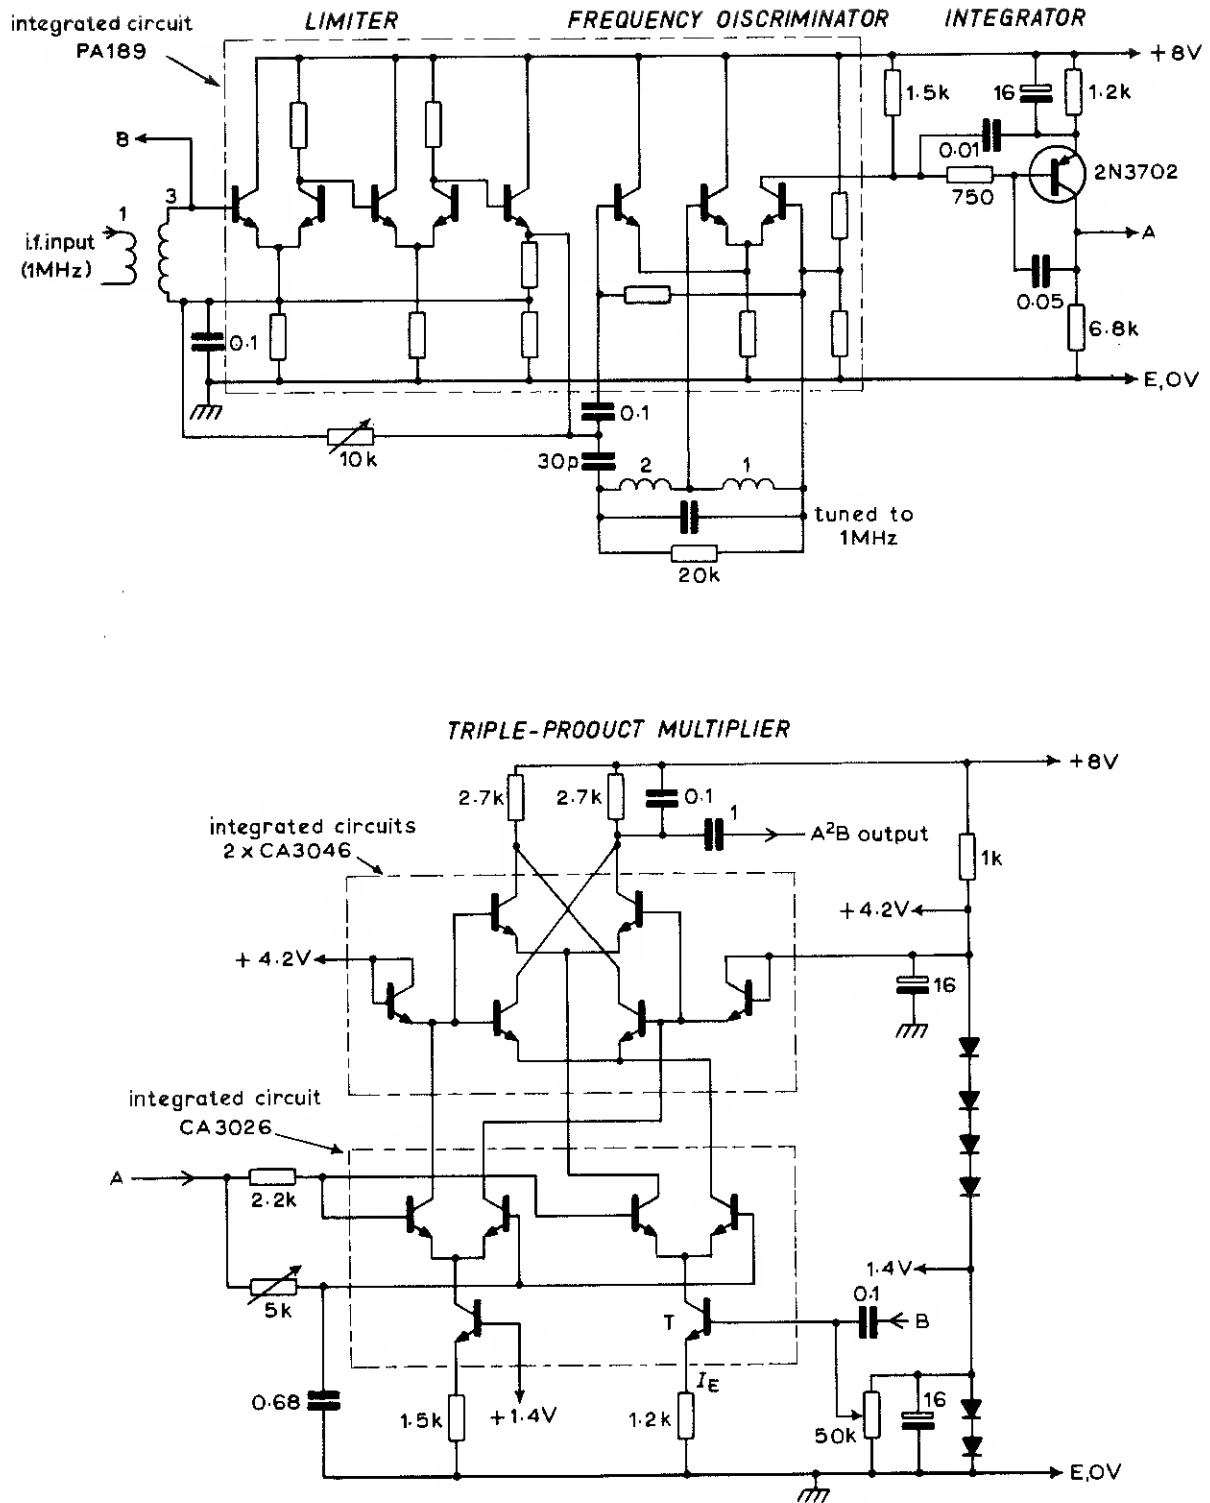 integrated circuit
PA189
LIMITER
FREQUENCY DISCRIMINATOR
INTEGRATOR
+8V
1.5k
16
1.2k
B
0.01
2N3702
750
1
3
i.f. input
(1MHz)
A
0.05
6.8k
0.1
E,0V
0.1
10k
30p
2
1
tuned to
1MHz
20k
TRIPLE-PRODUCT MULTIPLIER
+8V
2.7k
2.7k
0.1
1
A²B output
integrated circuits
2 x CA3046
1k
+4.2V
+4.2V
16
integrated circuit
CA3026
A
2.2k
1.4V
5k
0.1
T
B
I_E
0.68
1.5k
+1.4V
1.2k
50k
16
E,0V